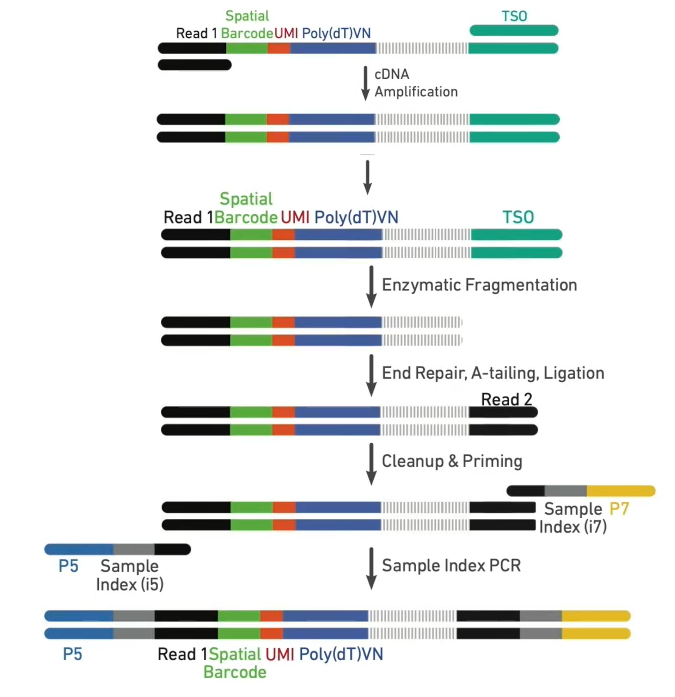 Spatial
TSO
Read 1 Barcode UMI Poly(dT)VN
cDNA
Amplification
Spatial
Read 1 Barcode UMI Poly(dT)VN TSO
Enzymatic Fragmentation
End Repair, A-tailing, Ligation
Read 2
Cleanup & Priming
Sample P7
Index (i7)
P5 Sample
Index (i5)
Sample Index PCR
P5 Read 1 Spatial UMI Poly(dT)VN
Barcode